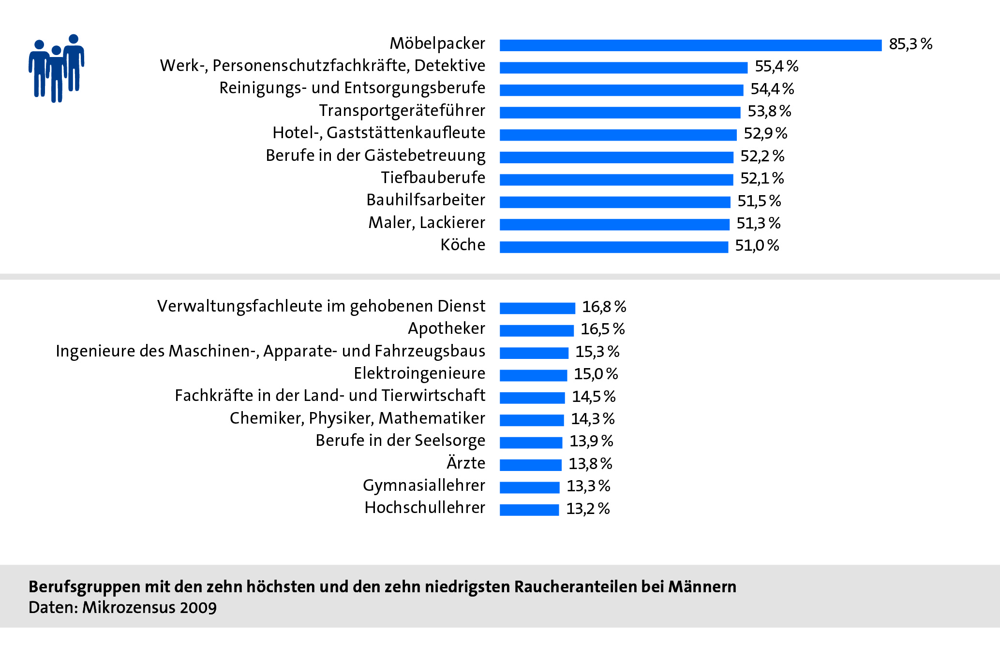 Möbelpacker 85,3 %
Werk-, Personenschutzfachkräfte, Detektive 55,4 %
Reinigungs- und Entsorgungsberufe 54,4 %
Transportgeräteführer 53,8 %
Hotel-, Gaststättenkaufleute 52,9 %
Berufe in der Gästebetreuung 52,2 %
Tiefbauberufe 52,1 %
Bauhilfsarbeiter 51,5 %
Maler, Lackierer 51,3 %
Köche 51,0 %
Verwaltungsfachleute im gehobenen Dienst 16,8 %
Apotheker 16,5 %
Ingenieure des Maschinen-, Apparate- und Fahrzeugsbaus 15,3 %
Elektroingenieure 15,0 %
Fachkräfte in der Land- und Tierwirtschaft 14,5 %
Chemiker, Physiker, Mathematiker 14,3 %
Berufe in der Seelsorge 13,9 %
Ärzte 13,8 %
Gymnasiallehrer 13,3 %
Hochschullehrer 13,2 %
Berufsgruppen mit den zehn höchsten und den zehn niedrigsten Raucheranteilen bei Männern
Daten: Mikrozensus 2009